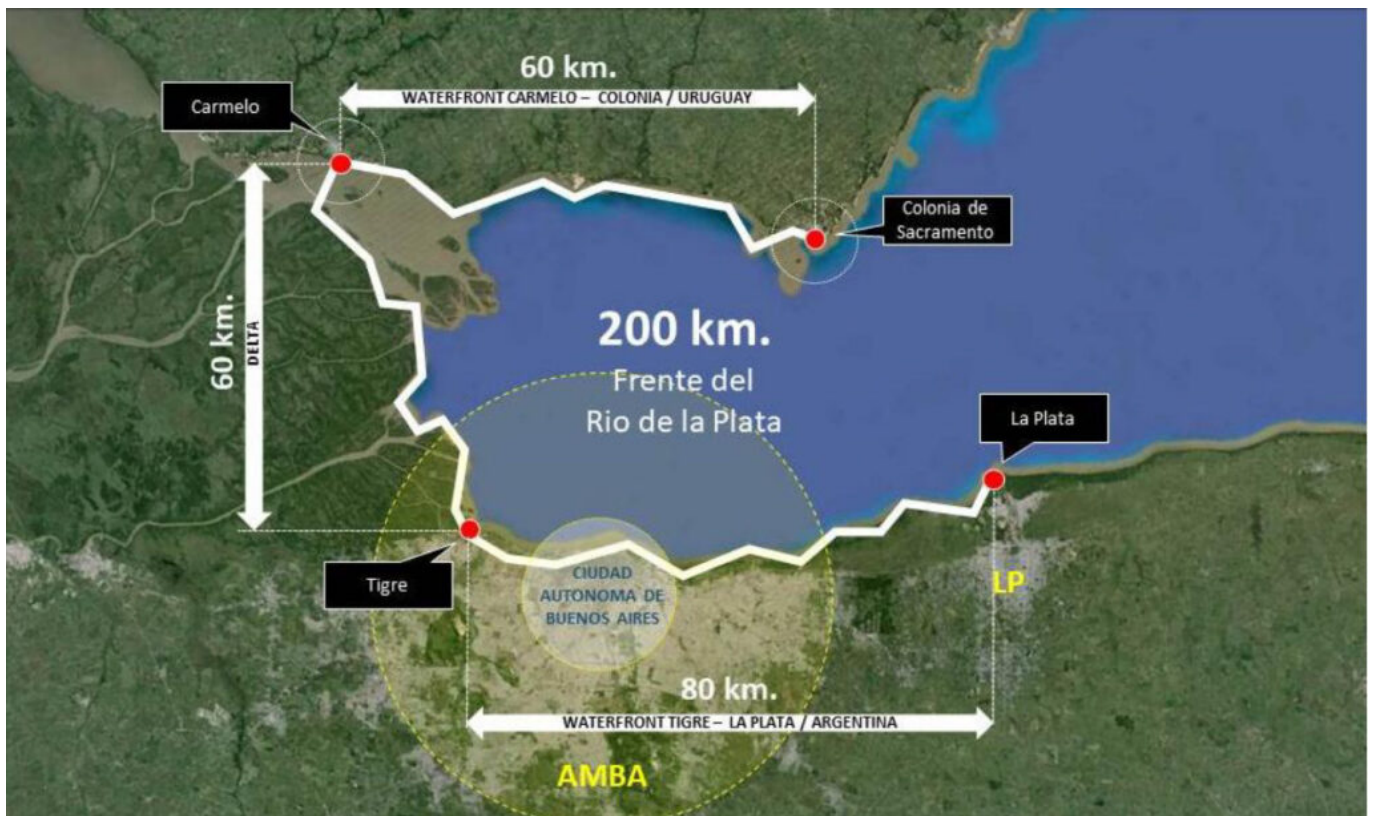 60 km.
WATERFRONT CARMELO – COLONIA / URUGUAY
Carmelo
Colonia de
Sacramento
60 km.
DELTA
200 km.
Frente del
Rio de la Plata
La Plata
Tigre
CIUDAD
AUTONOMA DE
BUENOS AIRES
LP
80 km.
WATERFRONT TIGRE – LA PLATA / ARGENTINA
AMBA